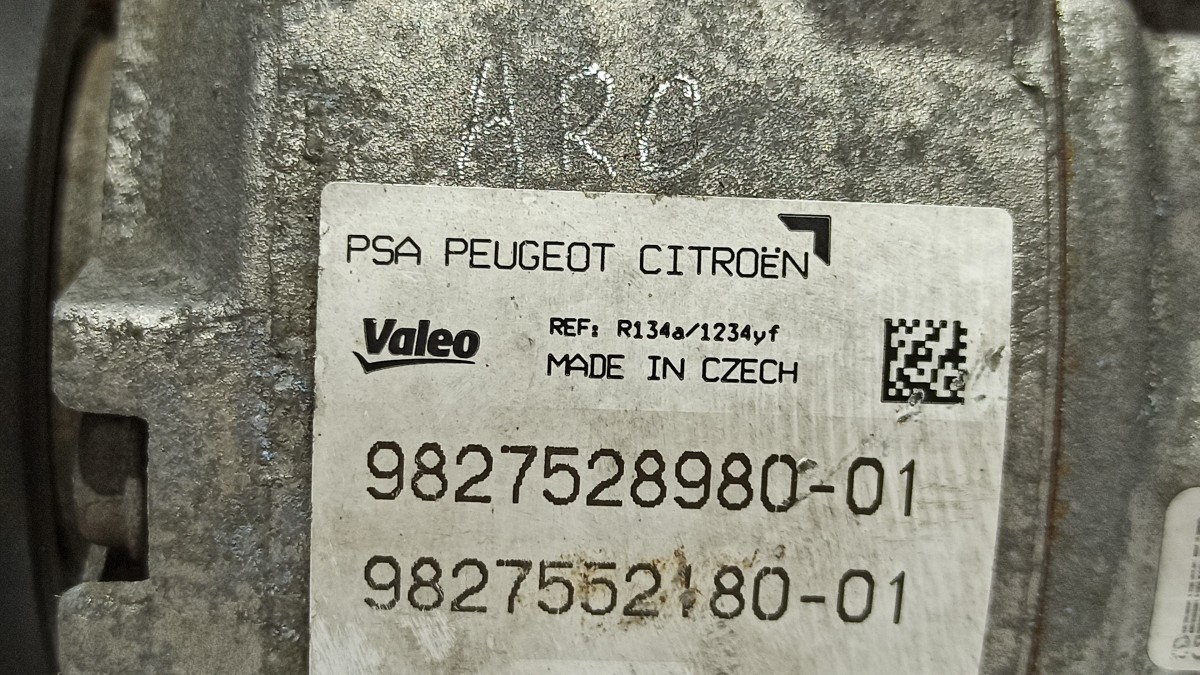 ARC
PSA PEUGEOT CITROËN
Valeo
REF: R134a/1234yf
MADE IN CZECH
9827528980-01
9827552180-01